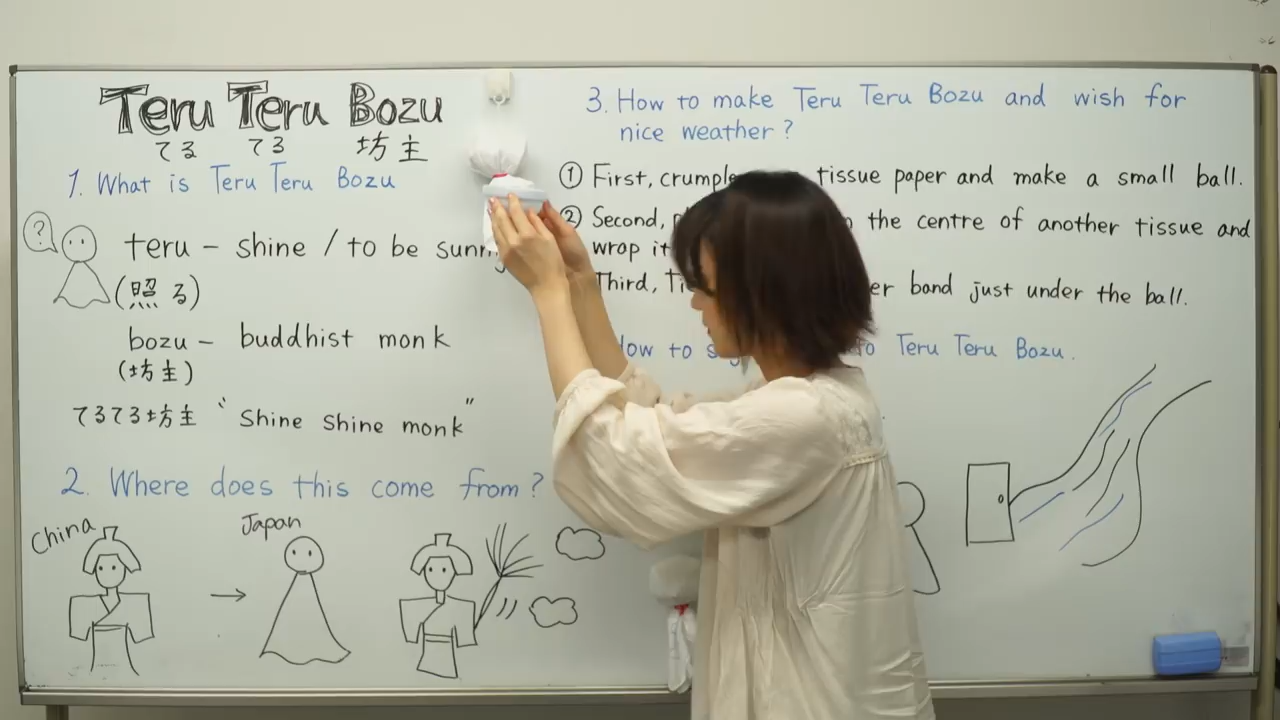 Teru Teru Bozu
てる てる 坊主
1. What is Teru Teru Bozu
?
teru – shine / to be sunny
(照る)
bozu – buddhist monk
(坊主)
てるてる坊主 “Shine Shine monk”
2. Where does this come from?
China
Japan
3. How to make Teru Teru Bozu and wish for
nice weather?
① First, crumple tissue paper and make a small ball.
② Second, the centre of another tissue and
wrap it
Third, band just under the ball.
How to Teru Teru Bozu.